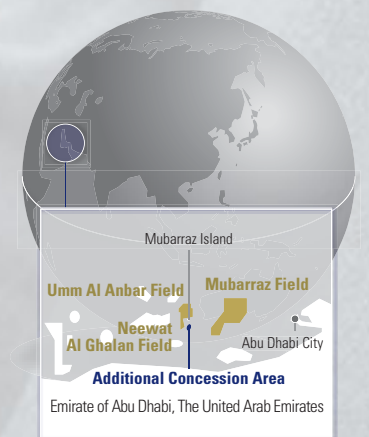 Mubarraz Island
Umm Al Anbar Field
Mubarraz Field
Neewat
Al Ghalan Field
Abu Dhabi City
Additional Concession Area
Emirate of Abu Dhabi, The United Arab Emirates